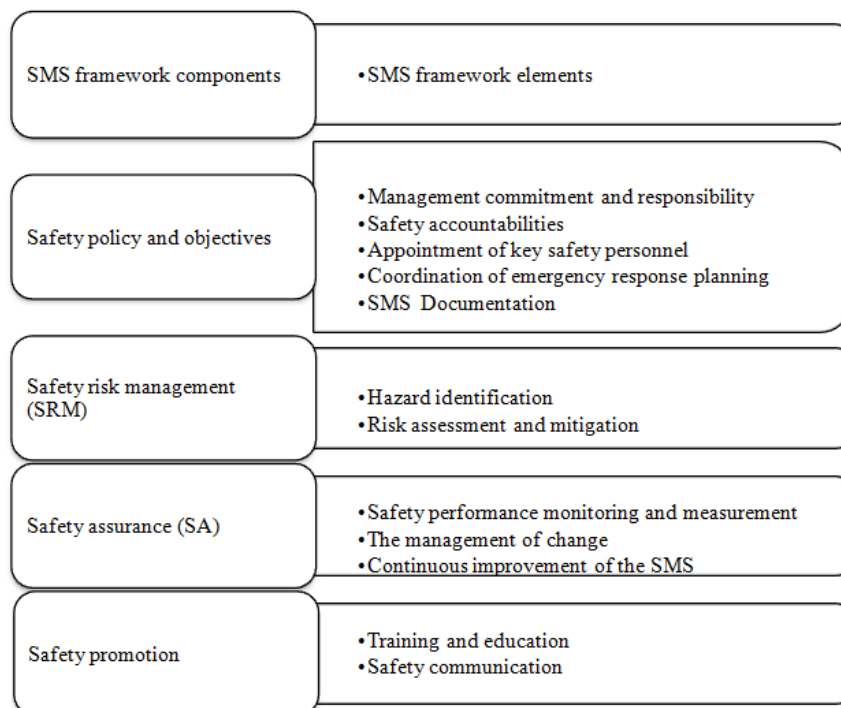 SMS framework components
•SMS framework elements
Safety policy and objectives
•Management commitment and responsibility
•Safety accountabilities
•Appointment of key safety personnel
•Coordination of emergency response planning
•SMS Documentation
Safety risk management
(SRM)
•Hazard identification
•Risk assessment and mitigation
Safety assurance (SA)
•Safety performance monitoring and measurement
•The management of change
•Continuous improvement of the SMS
Safety promotion
•Training and education
•Safety communication